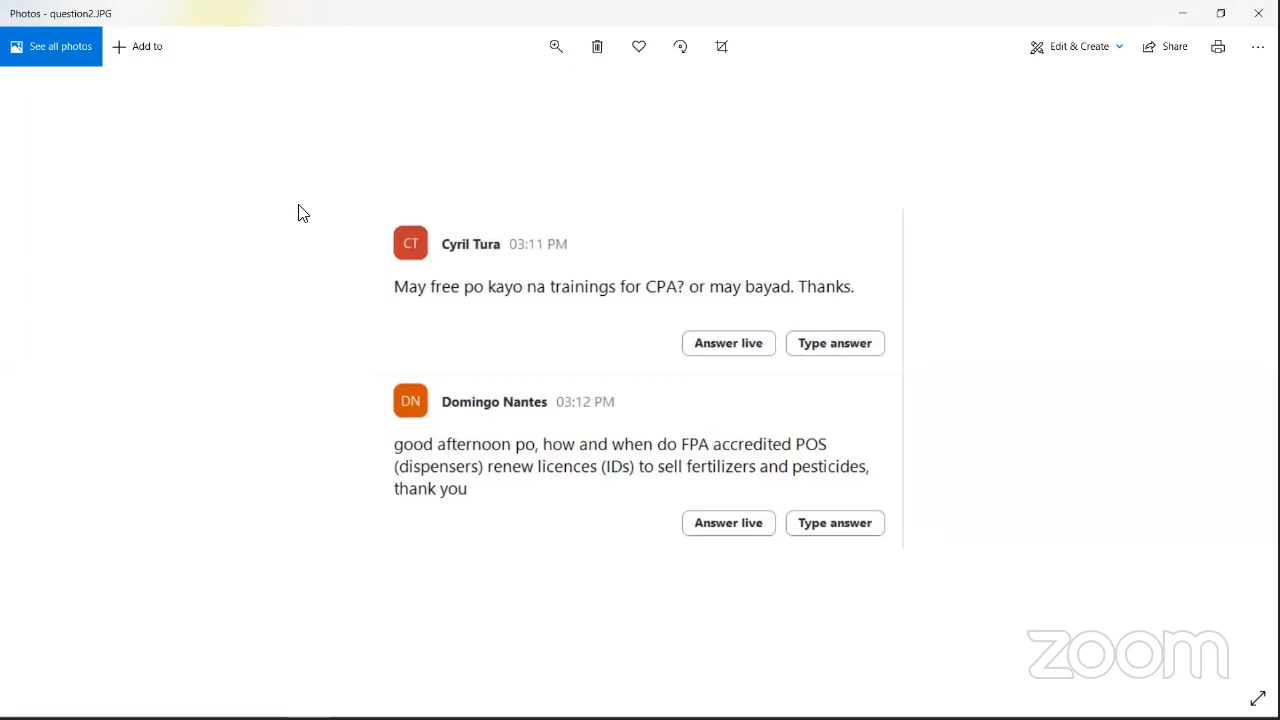 Photos - question2.JPG
See all photos
Add to
Edit & Create
Share
CT
Cyril Tura 03:11 PM
May free po kayo na trainings for CPA? or may bayad. Thanks.
Answer live
Type answer
DN
Domingo Nantes 03:12 PM
good afternoon po, how and when do FPA accredited POS
(dispensers) renew licences (IDs) to sell fertilizers and pesticides,
thank you
Answer live
Type answer
zoom